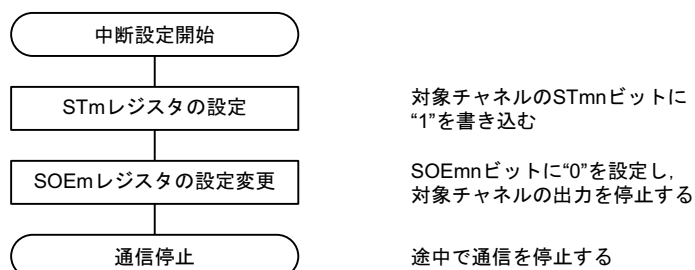 中断設定開始
STmレジスタの設定
対象チャネルのSTmnビットに
“1”を書き込む
SOEmレジスタの設定変更
SOEmnビットに“0”を設定し，
対象チャネルの出力を停止する
通信停止
途中で通信を停止する